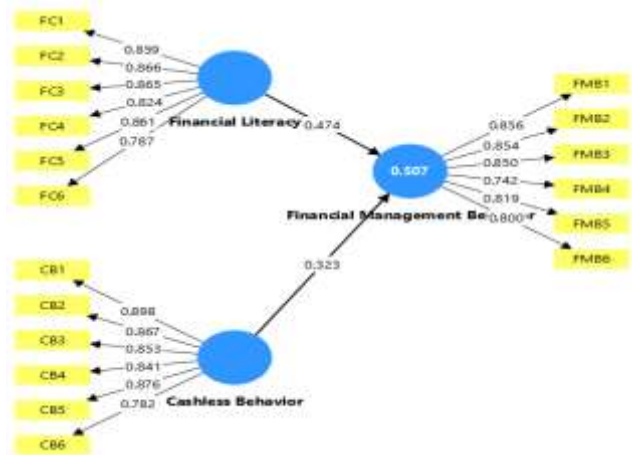 FC1
0.899
FC2
0.866
FC3
0.865
FC4
0.824
FC5
0.861
FC6
0.787
Financial Literacy
0.474
FMB1
0.856
FMB2
0.854
FMB3
0.850
FMB4
0.742
FMB5
0.819
FMB6
0.800
0.507
Financial Management Be
0.323
CB1
0.898
CB2
0.867
CB3
0.853
CB4
0.841
CB5
0.876
CB6
0.782
Cashless Behavior